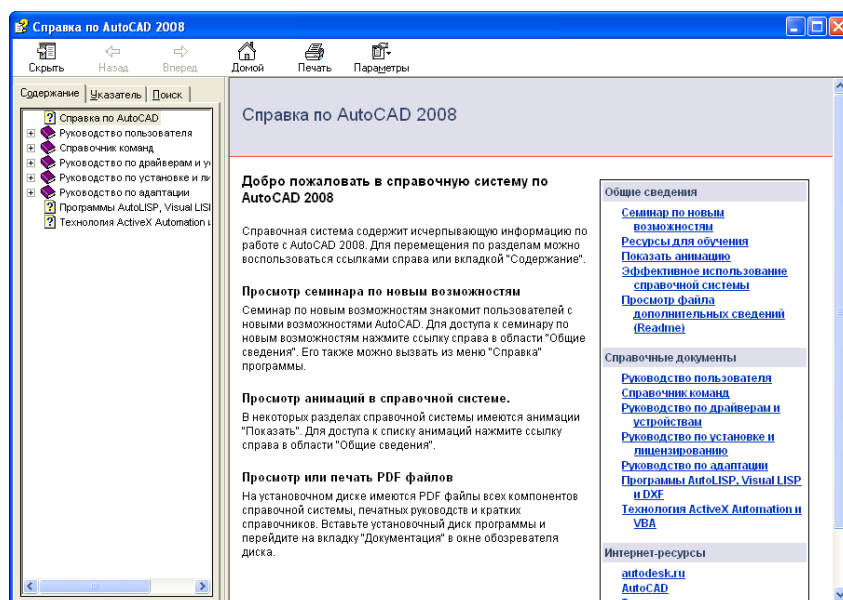 Справка по AutoCAD 2008
Скрыть Назад Вперед Домой Печать Параметры
Содержание Указатель Поиск
Справка по AutoCAD
Руководство пользователя
Справочник команд
Руководство по драйверам и у
Руководство по установке и ли
Руководство по адаптации
Программы AutoLISP, Visual LISI
Технология ActiveX Automation и
Справка по AutoCAD 2008
Добро пожаловать в справочную систему по
AutoCAD 2008
Справочная система содержит исчерпывающую информацию по
работе с AutoCAD 2008. Для перемещения по разделам можно
воспользоваться ссылками справа или вкладкой "Содержание".
Просмотр семинара по новым возможностям
Семинар по новым возможностям знакомит пользователей с
новыми возможностями AutoCAD. Для доступа к семинару по
новым возможностям нажмите ссылку справа в области "Общие
сведения". Его также можно вызвать из меню "Справка"
программы.
Просмотр анимаций в справочной системе.
В некоторых разделах справочной системы имеются анимации
"Показать". Для доступа к списку анимаций нажмите ссылку
справа в области "Общие сведения".
Просмотр или печать PDF файлов
На установочном диске имеются PDF файлы всех компонентов
справочной системы, печатных руководств и кратких
справочников. Вставьте установочный диск программы и
перейдите на вкладку "Документация" в окне обозревателя
диска.
Общие сведения
Семинар по новым
возможностям
Ресурсы для обучения
Показать анимацию
Эффективное использование
справочной системы
Просмотр файла
дополнительных сведений
(Readme)
Справочные документы
Руководство пользователя
Справочник команд
Руководство по драйверам и
устройствам
Руководство по установке и
лицензированию
Руководство по адаптации
Программы AutoLISP, Visual LISP
и DXF
Технология ActiveX Automation и
VBA
Интернет-ресурсы
autodesk.ru
AutoCAD